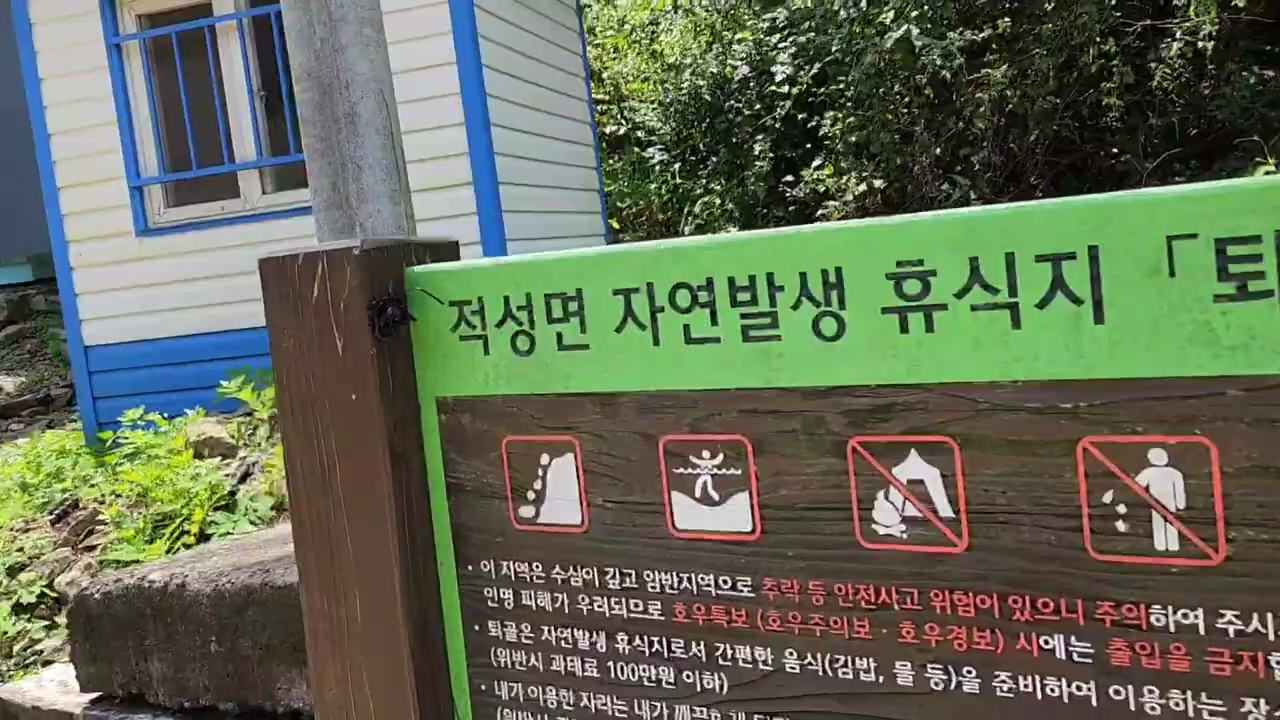 적성면 자연발생 휴식지 「퇴
· 이 지역은 수심이 깊고 암반지역으로 추락 등 안전사고 위험이 있으니 주의하여 주시
인명 피해가 우려되므로 호우특보 (호우주의보 · 호우경보) 시에는 출입을 금지
· 퇴골은 자연발생 휴식지로서 간편한 음식(김밥, 물 등)을 준비하여 이용하는 장
(위반시 과태료 100만원 이하)
· 내가 이용한 자리는 내가